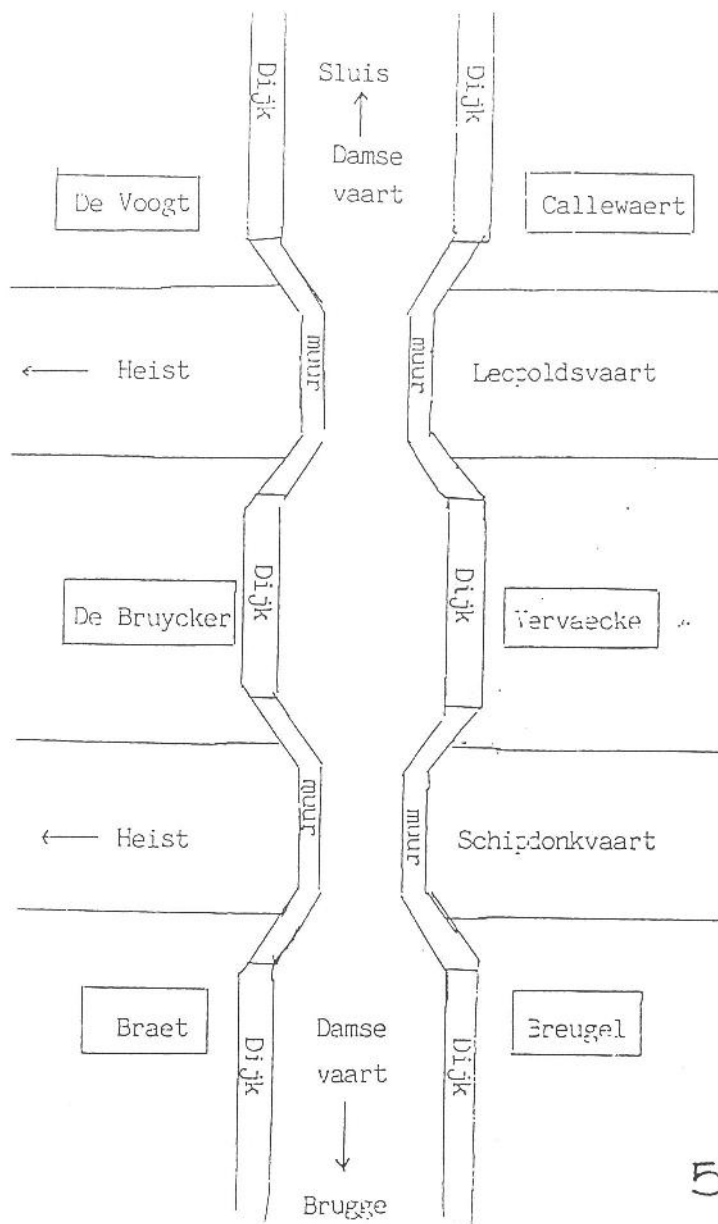 Dijk
Sluis
Dijk
Damse
vaart
De Voogt
Callewaert
muur
muur
Heist
Leopoldsvaart
Dijk
Dijk
De Bruycker
Vervaecke
muur
muur
Heist
Schipdonkvaart
Braet
Damse
vaart
Breugel
Dijk
Dijk
Brugge
5